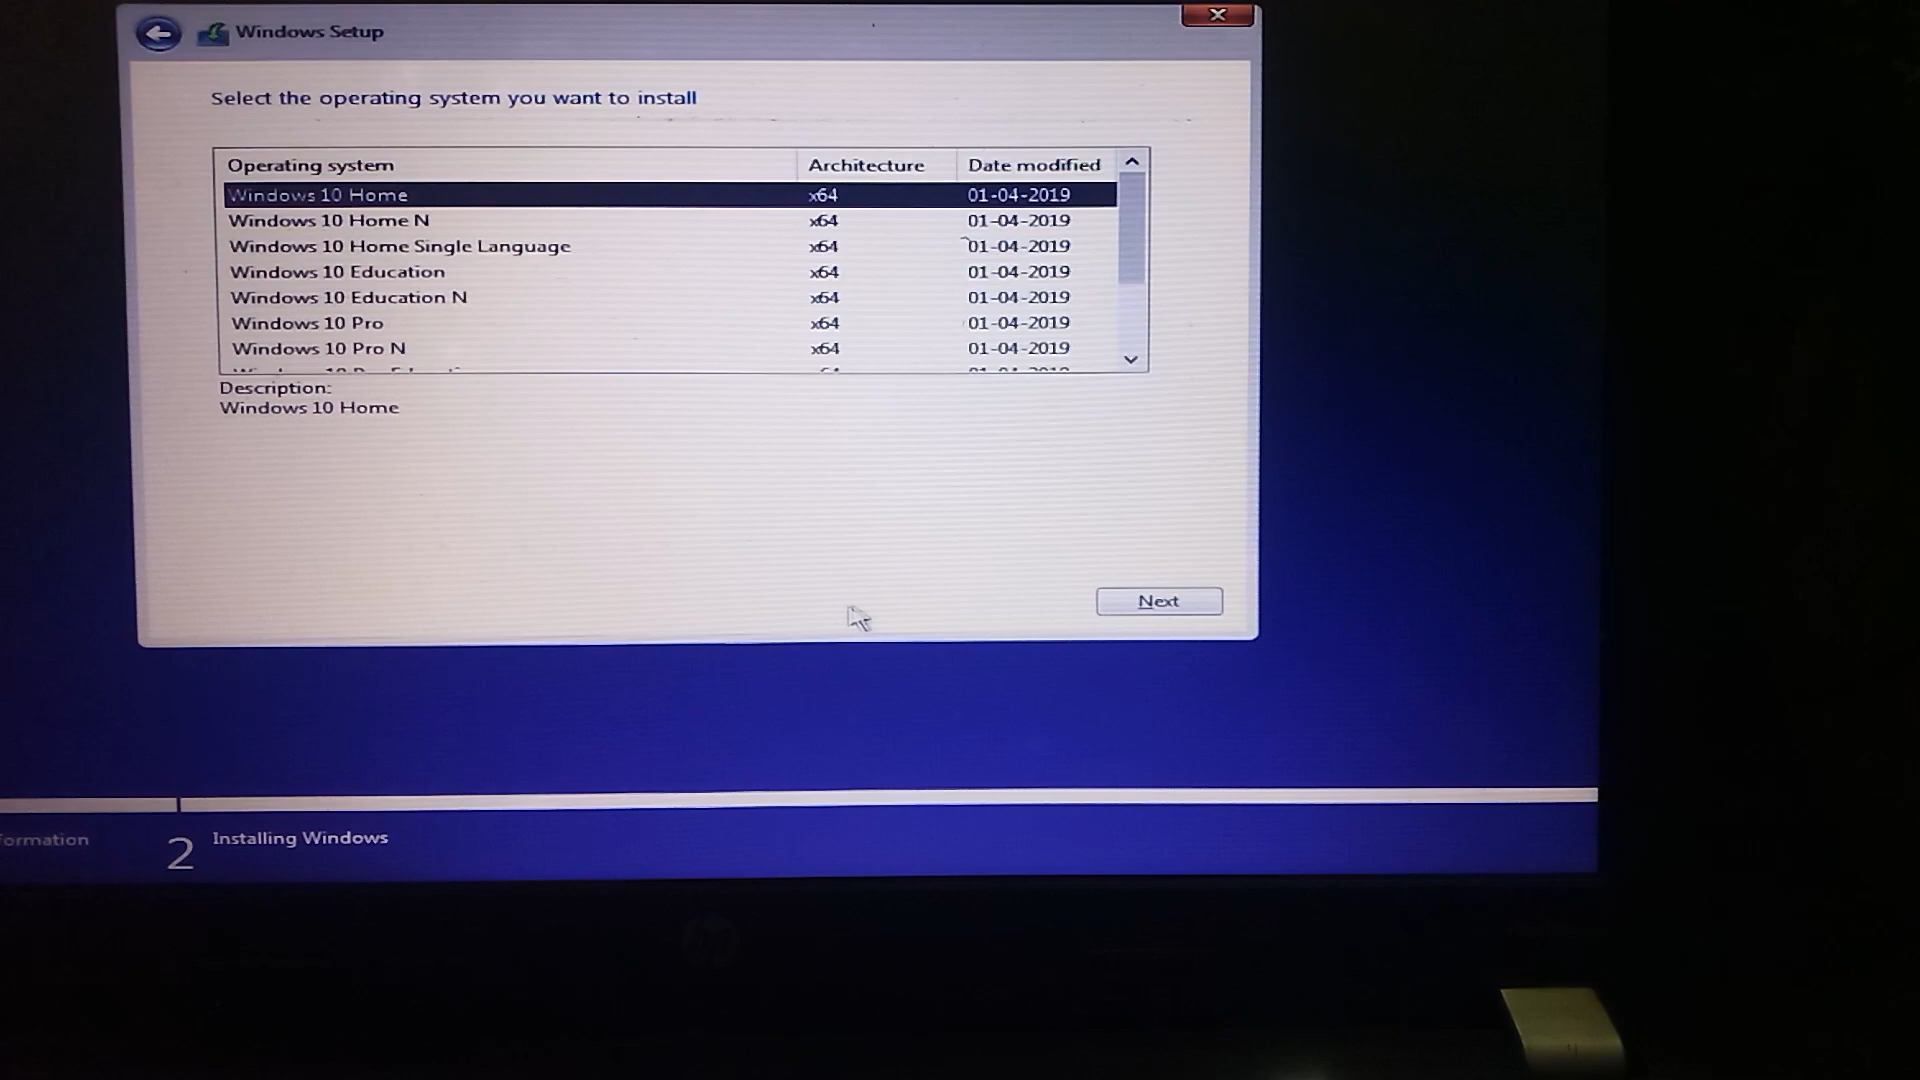 Windows Setup
Select the operating system you want to install
Operating system Architecture Date modified
Windows 10 Home x64 01-04-2019
Windows 10 Home N x64 01-04-2019
Windows 10 Home Single Language x64 01-04-2019
Windows 10 Education x64 01-04-2019
Windows 10 Education N x64 01-04-2019
Windows 10 Pro x64 01-04-2019
Windows 10 Pro N x64 01-04-2019
Description:
Windows 10 Home
Next
2 Installing Windows